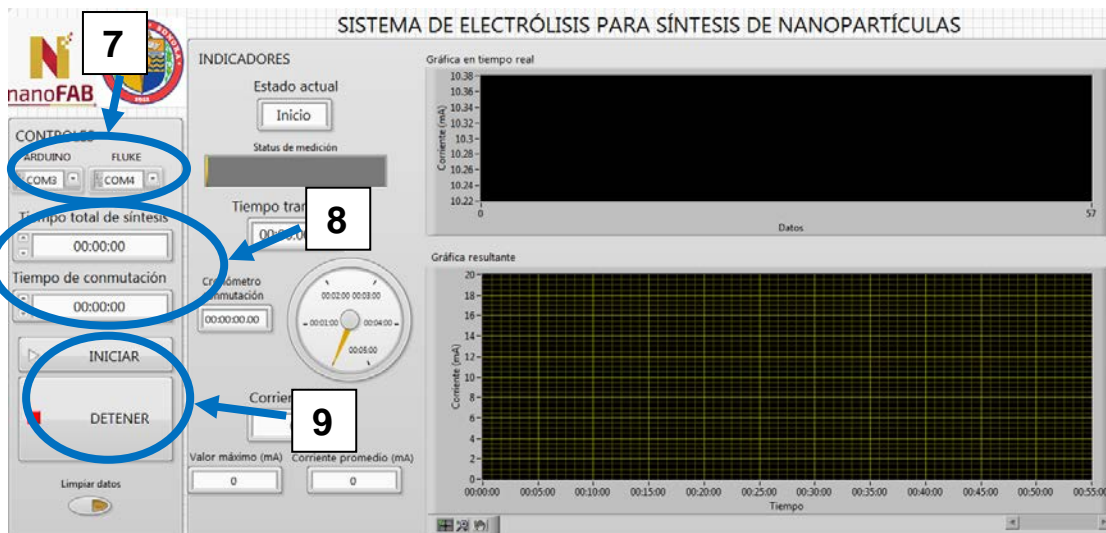 SISTEMA DE ELECTRÓLISIS PARA SÍNTESIS DE NANOPARTÍCULAS
7
N
nanoFAB
CONTROLES
ARDUINO FLUKE
COM3 COM4
Tiempo total de síntesis
00:00:00
Tiempo de conmutación
00:00:00
INICIAR
DETENER
Limpiar datos
INDICADORES
Estado actual
Inicio
Status de medición
Tiempo
8
Cronómetro
conmutación
00:00:00.00
00:02:00 00:03:00
00:01:00 00:04:00
00:05:00
9
Valor máximo (mA) Corriente promedio (mA)
0 0
Gráfica en tiempo real
Corriente (mA)
10.38
10.36
10.34
10.32
10.3
10.28
10.26
10.24
10.22
0 57
Datos
Gráfica resultante
Corriente (mA)
20
18
16
14
12
10
8
6
4
2
0
00:00:00 00:05:00 00:10:00 00:15:00 00:20:00 00:25:00 00:30:00 00:35:00 00:40:00 00:45:00 00:50:00 00:55:00
Tiempo